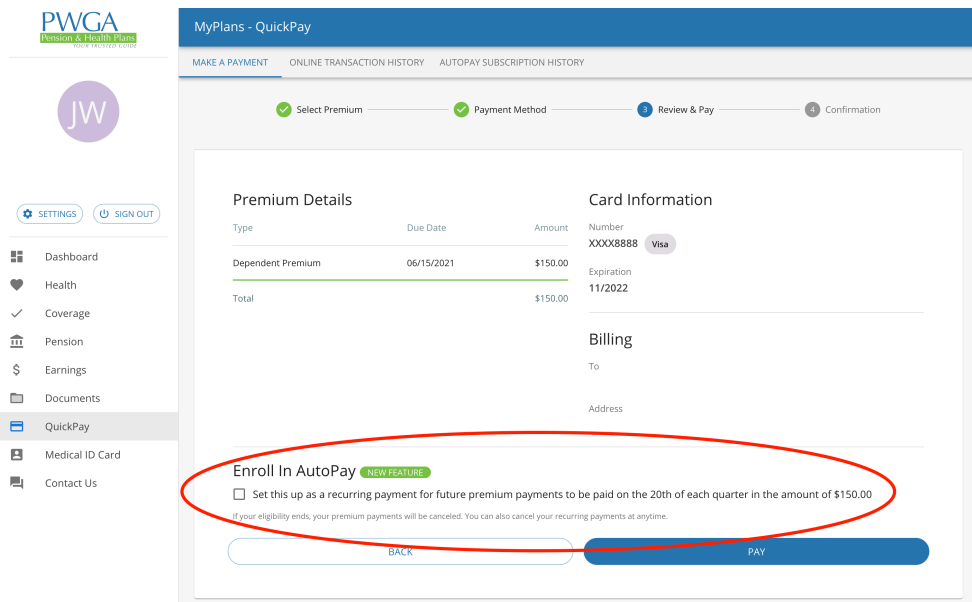 PWGA
Pension & Health Plans
YOUR TRUSTED GUIDE
JW
SETTINGS
SIGN OUT
Dashboard
Health
Coverage
Pension
Earnings
Documents
QuickPay
Medical ID Card
Contact Us
MyPlans - QuickPay
MAKE A PAYMENT ONLINE TRANSACTION HISTORY AUTOPAY SUBSCRIPTION HISTORY
Select Premium Payment Method 3 Review & Pay 4 Confirmation
Premium Details
Type Due Date Amount
Dependent Premium 06/15/2021 $150.00
Total $150.00
Card Information
Number
XXXX8888 Visa
Expiration
11/2022
Billing
To
Address
Enroll In AutoPay NEW FEATURE
Set this up as a recurring payment for future premium payments to be paid on the 20th of each quarter in the amount of $150.00
If your eligibility ends, your premium payments will be canceled. You can also cancel your recurring payments at anytime.
BACK
PAY